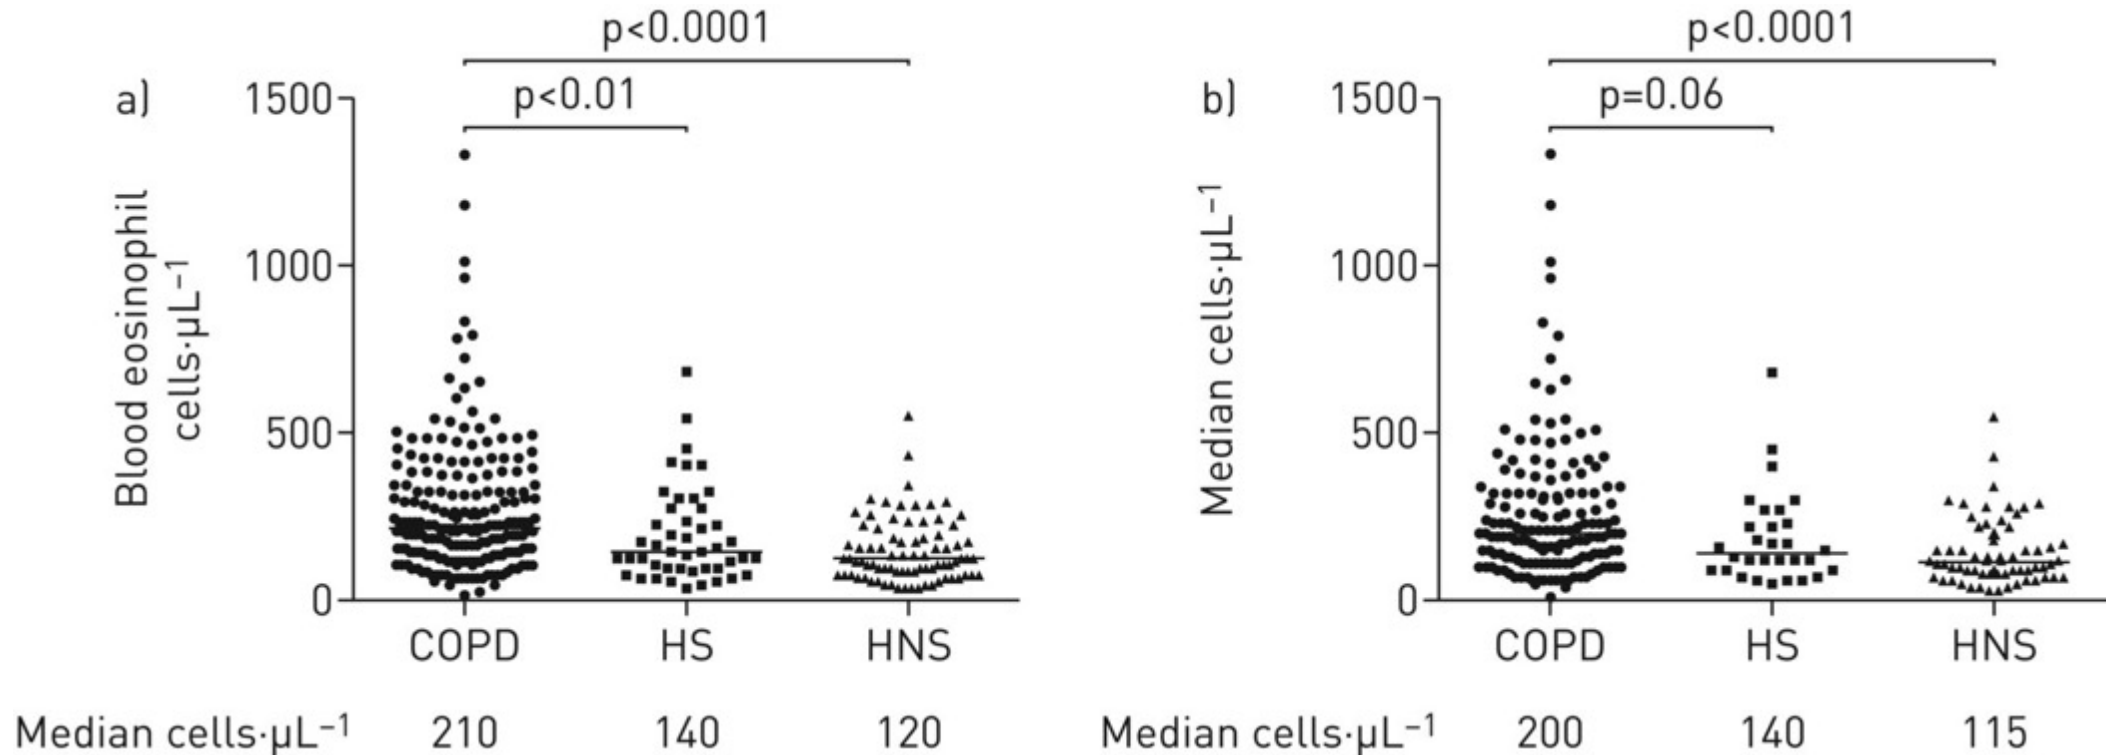 a)
p<0.0001
p<0.01
Blood eosinophil
cells·µL⁻¹
1500
1000
500
0
COPD HS HNS
Median cells·µL⁻¹ 210 140 120
b)
p<0.0001
p=0.06
Median cells·µL⁻¹
1500
1000
500
0
COPD HS HNS
Median cells·µL⁻¹ 200 140 115